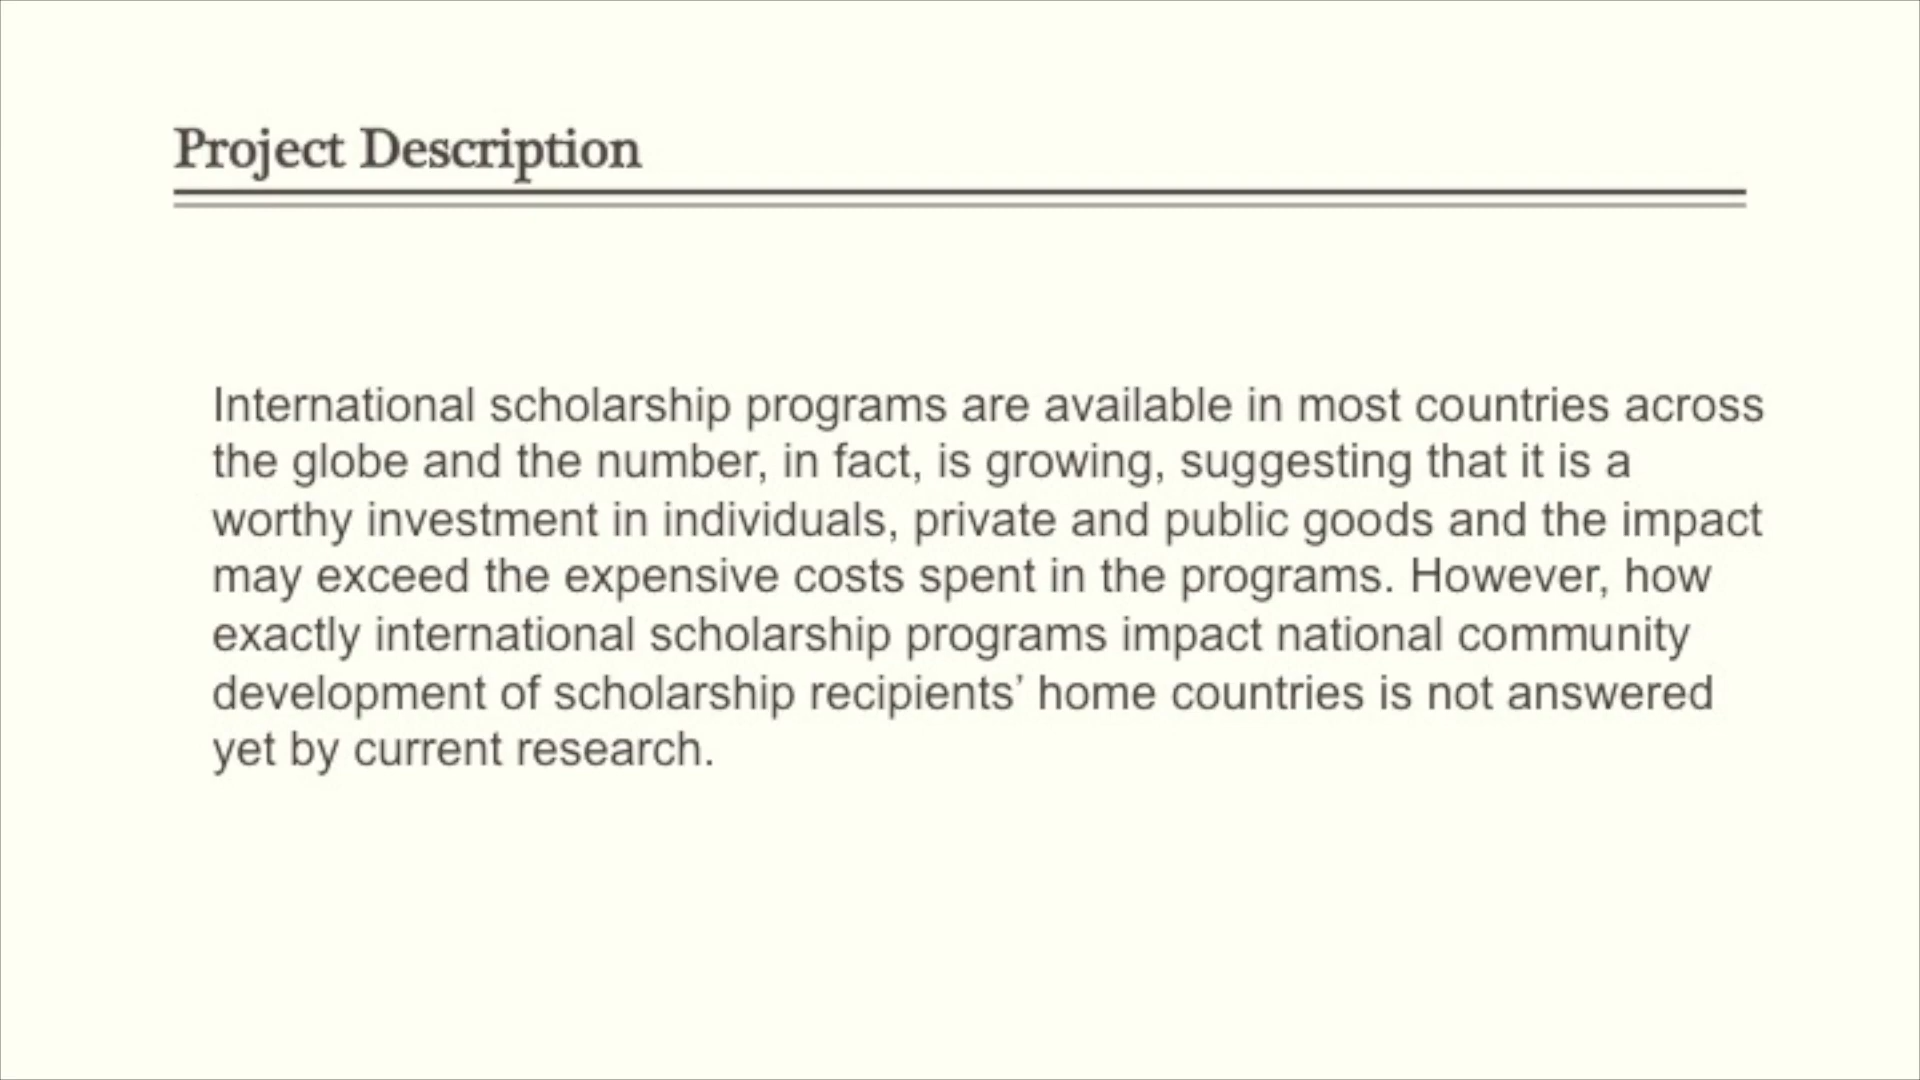 Project Description
International scholarship programs are available in most countries across
the globe and the number, in fact, is growing, suggesting that it is a
worthy investment in individuals, private and public goods and the impact
may exceed the expensive costs spent in the programs. However, how
exactly international scholarship programs impact national community
development of scholarship recipients’ home countries is not answered
yet by current research.